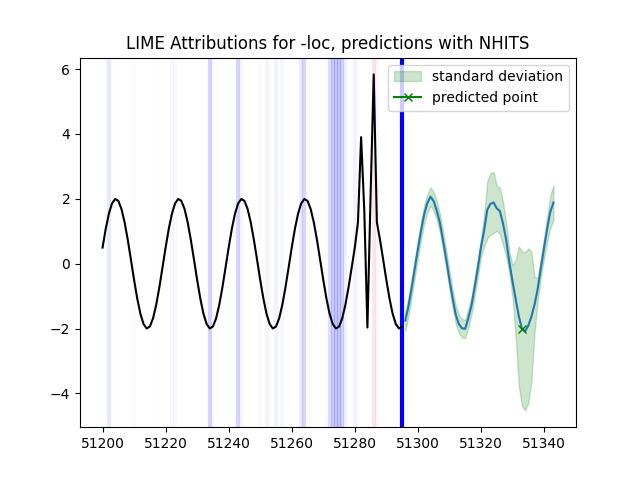 LIME Attributions for -loc, predictions with NHITS
standard deviation
predicted point
6
4
2
0
−2
−4
51200 51220 51240 51260 51280 51300 51320 51340